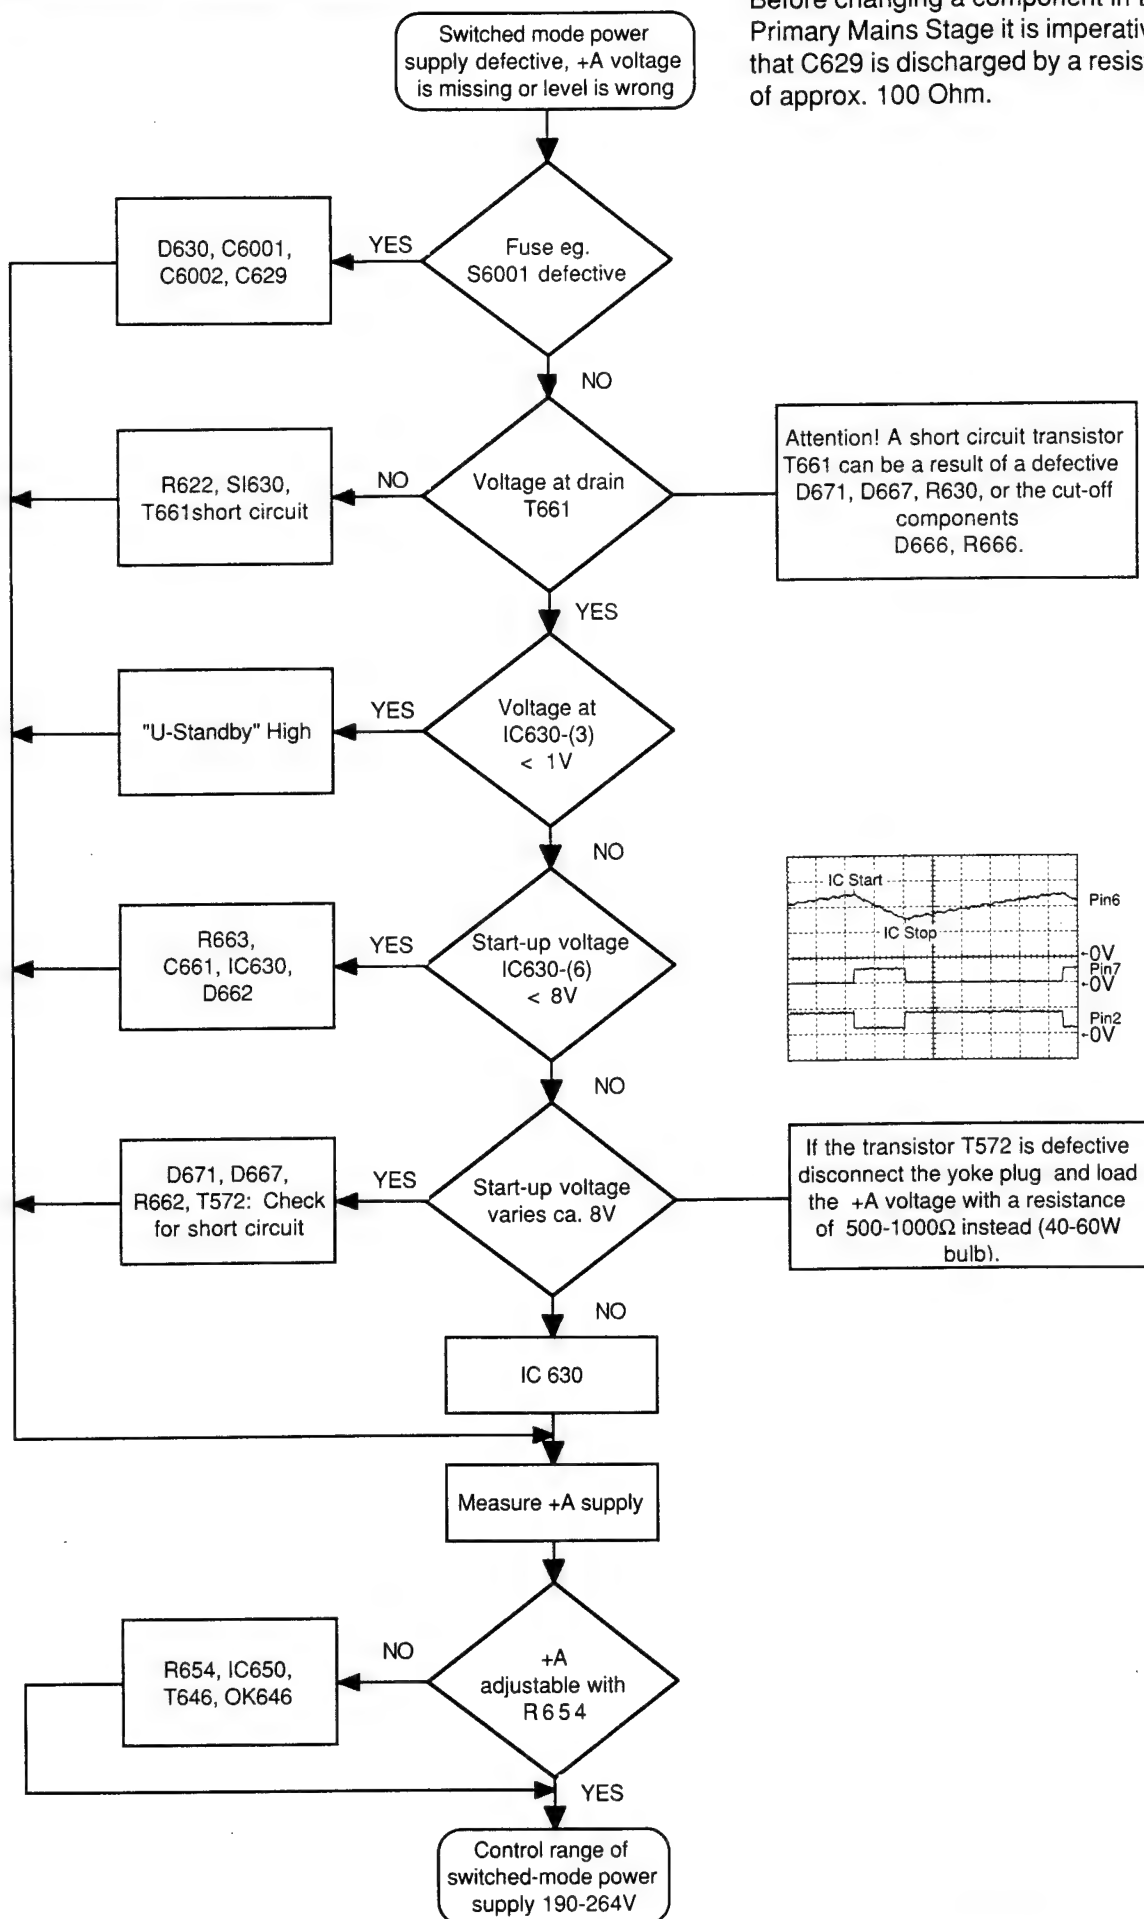 Before changing a component in t
Primary Mains Stage it is imperativ
that C629 is discharged by a resis
of approx. 100 Ohm.
Switched mode power
supply defective, +A voltage
is missing or level is wrong
Fuse eg.
S6001 defective
YES
D630, C6001,
C6002, C629
NO
Voltage at drain
T661
NO
R622, SI630,
T661short circuit
Attention! A short circuit transistor
T661 can be a result of a defective
D671, D667, R630, or the cut-off
components
D666, R666.
YES
Voltage at
IC630-(3)
< 1V
YES
"U-Standby" High
NO
Start-up voltage
IC630-(6)
< 8V
YES
R663,
C661, IC630,
D662
IC Start
Pin6
IC Stop
0V
Pin7
0V
Pin2
0V
NO
Start-up voltage
varies ca. 8V
YES
D671, D667,
R662, T572: Check
for short circuit
If the transistor T572 is defective
disconnect the yoke plug and load
the +A voltage with a resistance
of 500-1000Ω instead (40-60W
bulb).
NO
IC 630
Measure +A supply
+A
adjustable with
R654
NO
R654, IC650,
T646, OK646
YES
Control range of
switched-mode power
supply 190-264V